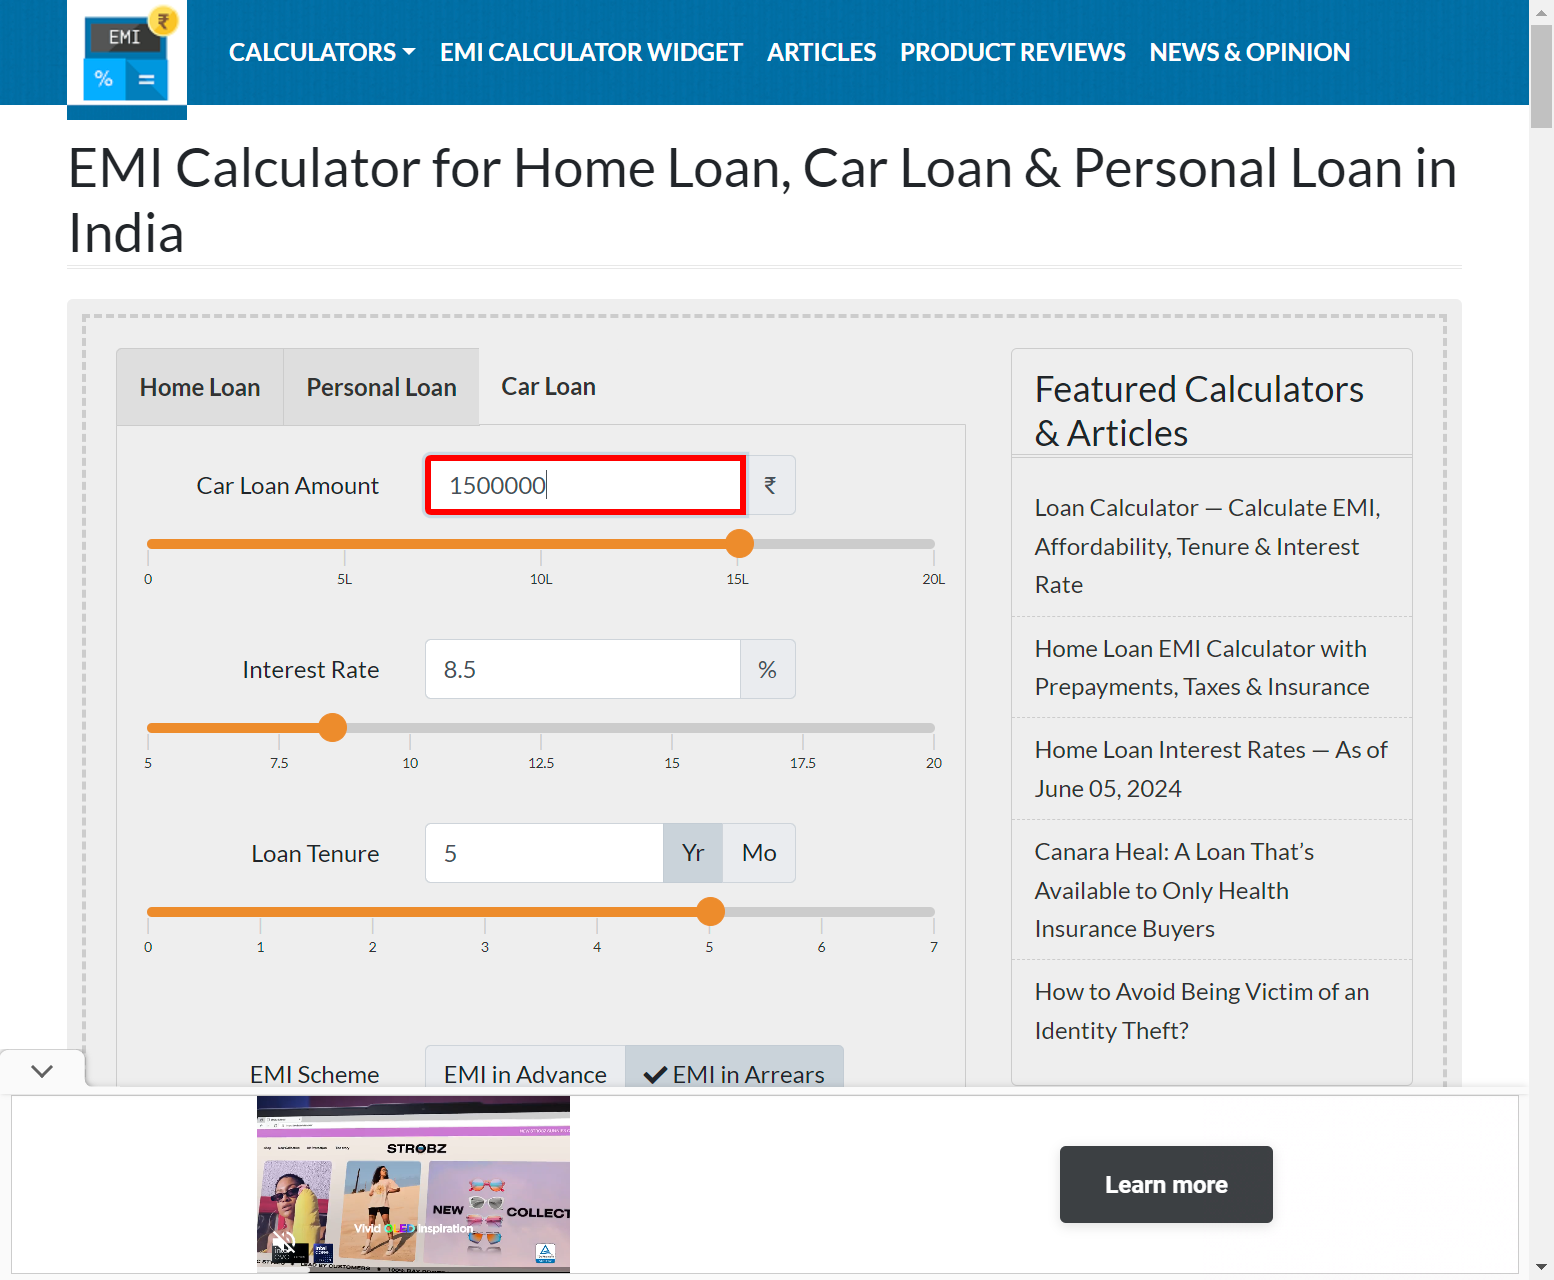 EMI
₹
%
=
CALCULATORS
EMI CALCULATOR WIDGET
ARTICLES
PRODUCT REVIEWS
NEWS & OPINION
EMI Calculator for Home Loan, Car Loan & Personal Loan in
India
Home Loan
Personal Loan
Car Loan
Car Loan Amount
1500000
₹
0
5L
10L
15L
20L
Interest Rate
8.5
%
5
7.5
10
12.5
15
17.5
20
Loan Tenure
5
Yr
Mo
0
1
2
3
4
5
6
7
EMI Scheme
EMI in Advance
EMI in Arrears
Featured Calculators
& Articles
Loan Calculator — Calculate EMI,
Affordability, Tenure & Interest
Rate
Home Loan EMI Calculator with
Prepayments, Taxes & Insurance
Home Loan Interest Rates — As of
June 05, 2024
Canara Heal: A Loan That's
Available to Only Health
Insurance Buyers
How to Avoid Being Victim of an
Identity Theft?
STROBZ
NEW
COLLECT
Vivid OLED Inspiration
Learn more